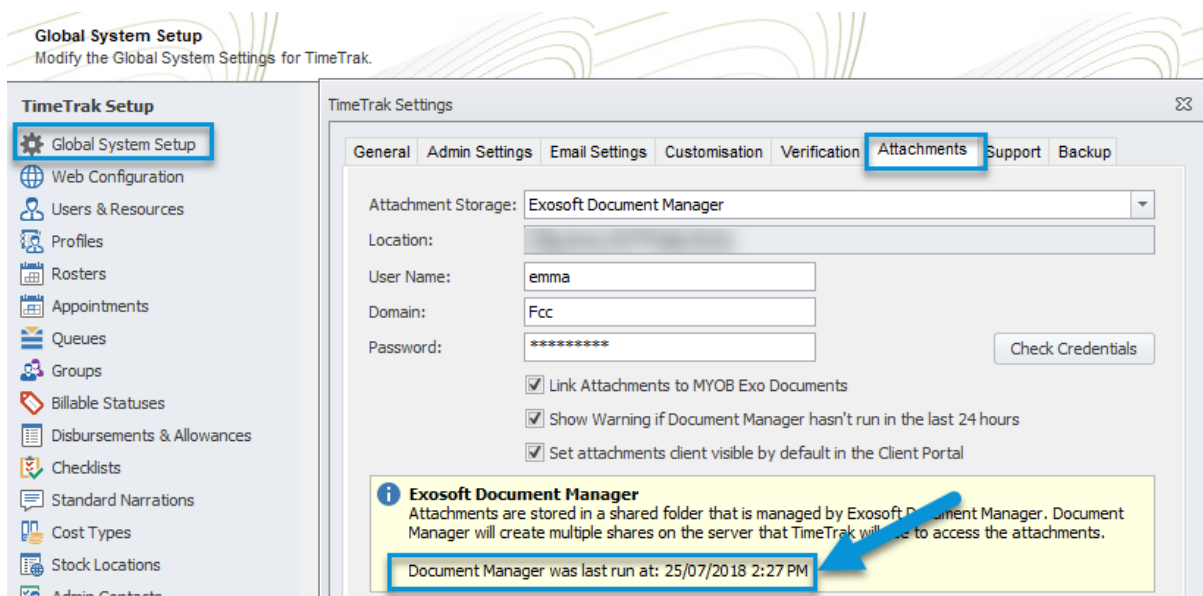 Global System Setup
Modify the Global System Settings for TimeTrak.
TimeTrak Setup
Global System Setup
Web Configuration
Users & Resources
Profiles
Rosters
Appointments
Queues
Groups
Billable Statuses
Disbursements & Allowances
Checklists
Standard Narrations
Cost Types
Stock Locations
Admin Contacts
TimeTrak Settings
General Admin Settings Email Settings Customisation Verification Attachments Support Backup
Attachment Storage: Exosoft Document Manager
Location:
User Name: emma
Domain: Fcc
Password: *********
Check Credentials
Link Attachments to MYOB Exo Documents
Show Warning if Document Manager hasn't run in the last 24 hours
Set attachments client visible by default in the Client Portal
Exosoft Document Manager
Attachments are stored in a shared folder that is managed by Exosoft Document Manager. Document
Manager will create multiple shares on the server that TimeTrak will use to access the attachments.
Document Manager was last run at: 25/07/2018 2:27 PM